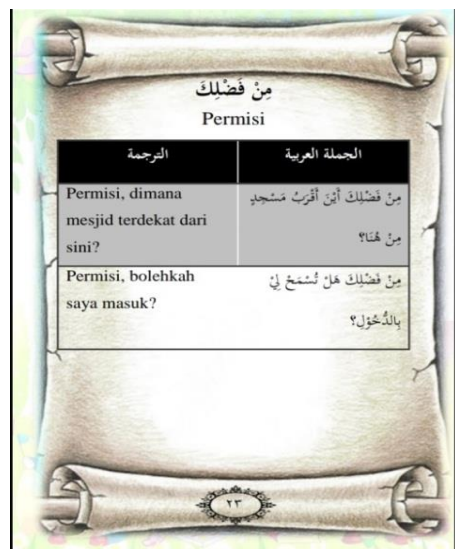 مِنْ فَضْلِكَ
Permisi
الترجمة
الجملة العربية
Permisi, dimana
mesjid terdekat dari
sini?
مِنْ فَضْلِكَ أَيْنَ أَقْرَبُ مَسْجِدٍ
مِنْ هُنَا؟
Permisi, bolehkah
saya masuk?
مِنْ فَضْلِكَ هَلْ تُسْمَحْ لِيْ
بِالدُّخُوْلِ؟
٢٣